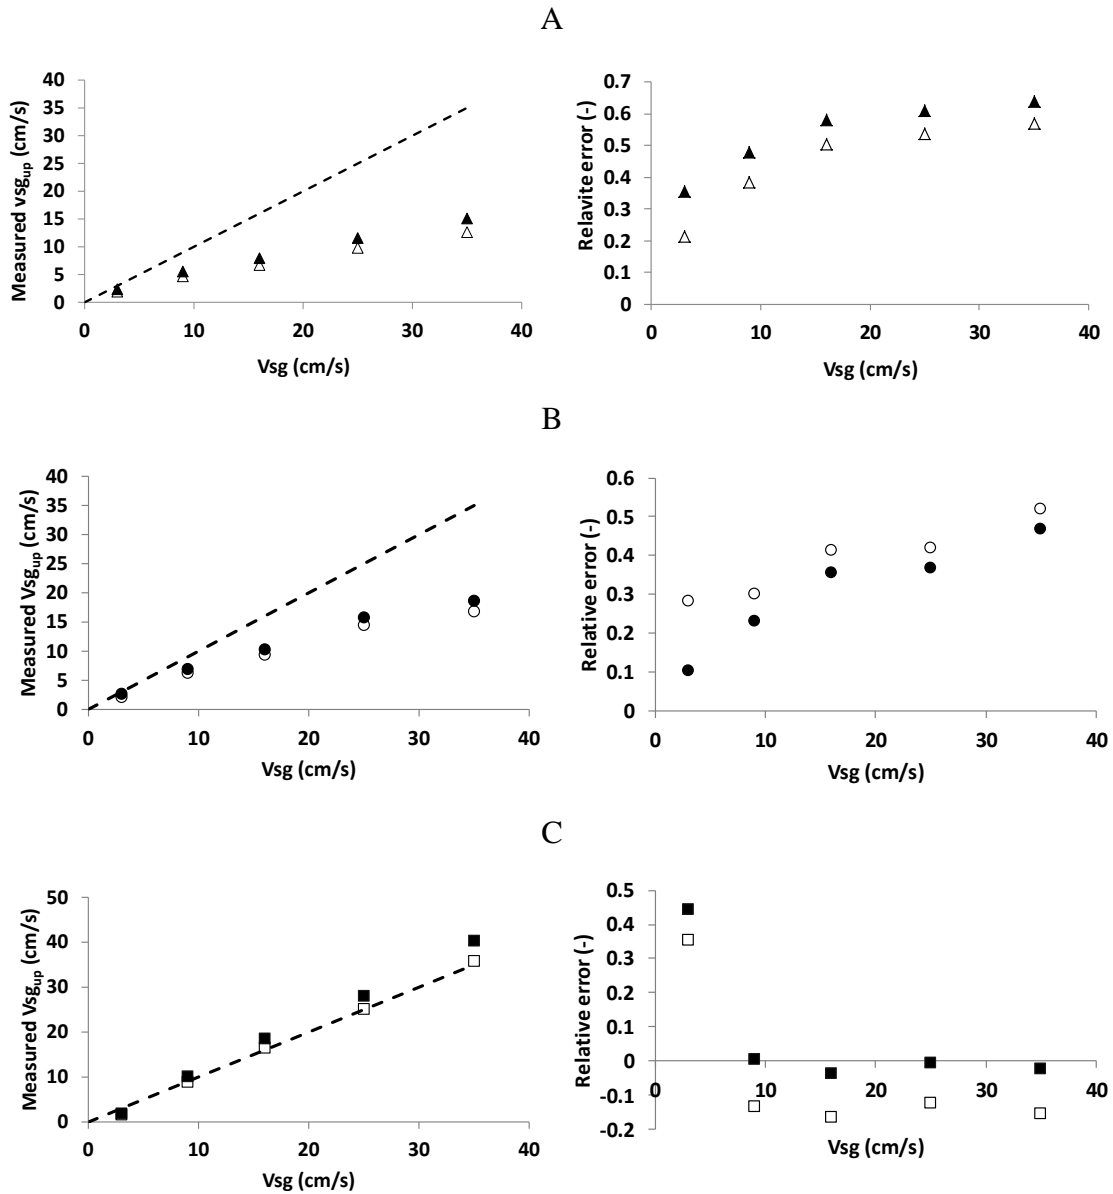 A
40
35
30
25
20
15
10
5
0
0 10 20 30 40
Measured vsgup (cm/s)
Vsg (cm/s)
0.7
0.6
0.5
0.4
0.3
0.2
0.1
0
0 10 20 30 40
Relavite error (-)
Vsg (cm/s)
B
40
35
30
25
20
15
10
5
0
0 10 20 30 40
Measured Vsgup (cm/s)
Vsg (cm/s)
0.6
0.5
0.4
0.3
0.2
0.1
0
0 10 20 30 40
Relative error (-)
Vsg (cm/s)
C
50
40
30
20
10
0
0 10 20 30 40
Measured Vsgup (cm/s)
Vsg (cm/s)
0.5
0.4
0.3
0.2
0.1
0
-0.1
-0.2
0 10 20 30 40
Relative error (-)
Vsg (cm/s)